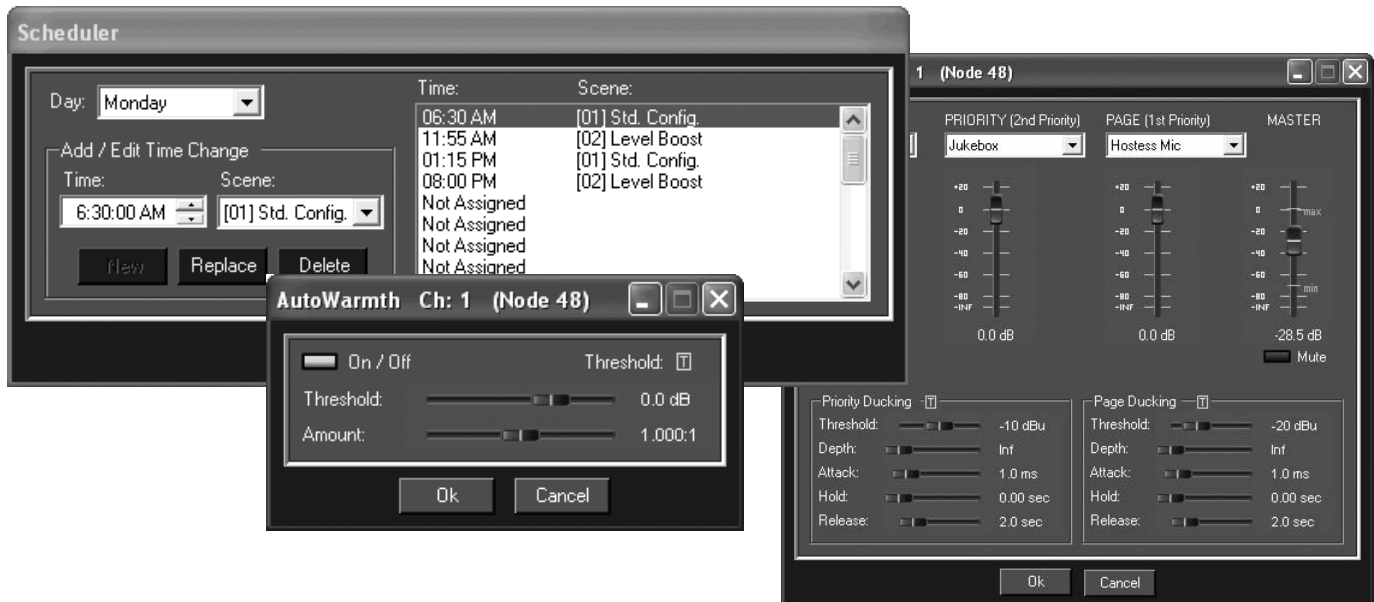 Scheduler
Day: Monday
Add / Edit Time Change
Time: Scene:
6:30:00 AM [01] Std. Config.
New Replace Delete
Time: Scene:
06:30 AM [01] Std. Config.
11:55 AM [02] Level Boost
01:15 PM [01] Std. Config.
08:00 PM [02] Level Boost
Not Assigned
Not Assigned
Not Assigned
Not Assigned
AutoWarmth Ch: 1 (Node 48)
On / Off Threshold: T
Threshold: 0.0 dB
Amount: 1.000:1
Ok Cancel
1 (Node 48)
PRIORITY (2nd Priority) PAGE (1st Priority) MASTER
Jukebox Hostess Mic
+20 +20 +20
0 0 0 max
-20 -20 -20
-40 -40 -40
-60 -60 -60
min
-80 -80 -80
-INF -INF -INF
0.0 dB 0.0 dB -28.5 dB
Mute
Priority Ducking T
Threshold: -10 dBu
Depth: Inf
Attack: 1.0 ms
Hold: 0.00 sec
Release: 2.0 sec
Page Ducking T
Threshold: -20 dBu
Depth: Inf
Attack: 1.0 ms
Hold: 0.00 sec
Release: 2.0 sec
Ok Cancel